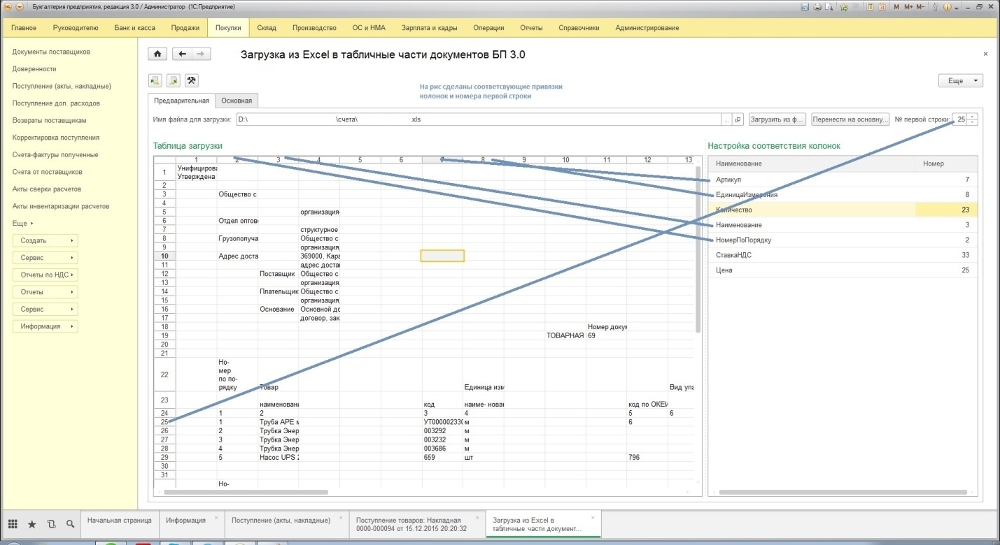 Бухгалтерия предприятия, редакция 3.0 / Администратор (1С:Предприятие)
M M+ M-
Главное Руководителю Банк и касса Продажи Покупки Склад Производство ОС и НМА Зарплата и кадры Операции Отчеты Справочники Администрирование
Документы поставщиков
Доверенности
Поступление (акты, накладные)
Поступление доп. расходов
Возвраты поставщикам
Корректировка поступления
Счета-фактуры полученные
Счета от поставщиков
Акты сверки расчетов
Акты инвентаризации расчетов
Еще
Создать
Сервис
Отчеты по НДС
Отчеты
Сервис
Информация
Загрузка из Excel в табличные части документов БП 3.0
На рис сделаны соответсвующие привязки
колонок и номера первой строки
Еще
Предварительная Основная
Имя файла для загрузки: D:\ \счета\ xls ... Загрузить из ф... Перенести на основну... № первой строки: 25
Таблица загрузки
1 2 3 4 5 6 7 8 9 10 11 12 13
1 Унифицирова
Утверждена
2
3 Общество с
4
5 организация-
6 Отдел оптов
7 структурное
8 Грузополуча Общество с
9 организация,
10 Адрес доста 369000, Кара
11 адрес доста
12 Поставщик Общество с
13 организация,
14 Плательщик Общество с
15 организация,
16 Основание Основной до
17 договор, зак
18 Номер докум
19 ТОВАРНАЯ 69
20
21
22 Но-
мер
по по-
рядку Товар Единица изм Вид упа
23 наименовани код наиме- нован код по ОКЕИ
24 1 2 3 4 5 6
25 1 Труба APE м УТ000002330 м 6
26 2 Трубка Энер 003292 м
27 3 Трубка Энер 003232 м
28 4 Трубка Энер 003686 м
29 5 Насос UPS 2 659 шт 796
30
31
Но-
Настройка соответствия колонок
Наименование Номер
Артикул 7
ЕдиницаИзмерения 8
Количество 23
Наименование 3
НомерПоПорядку 2
СтавкаНДС 33
Цена 25
Начальная страница
Информация
Поступление (акты, накладные)
Поступление товаров: Накладная
0000-000094 от 15.12.2015 20:20:32
Загрузка из Excel в
табличные части документ...